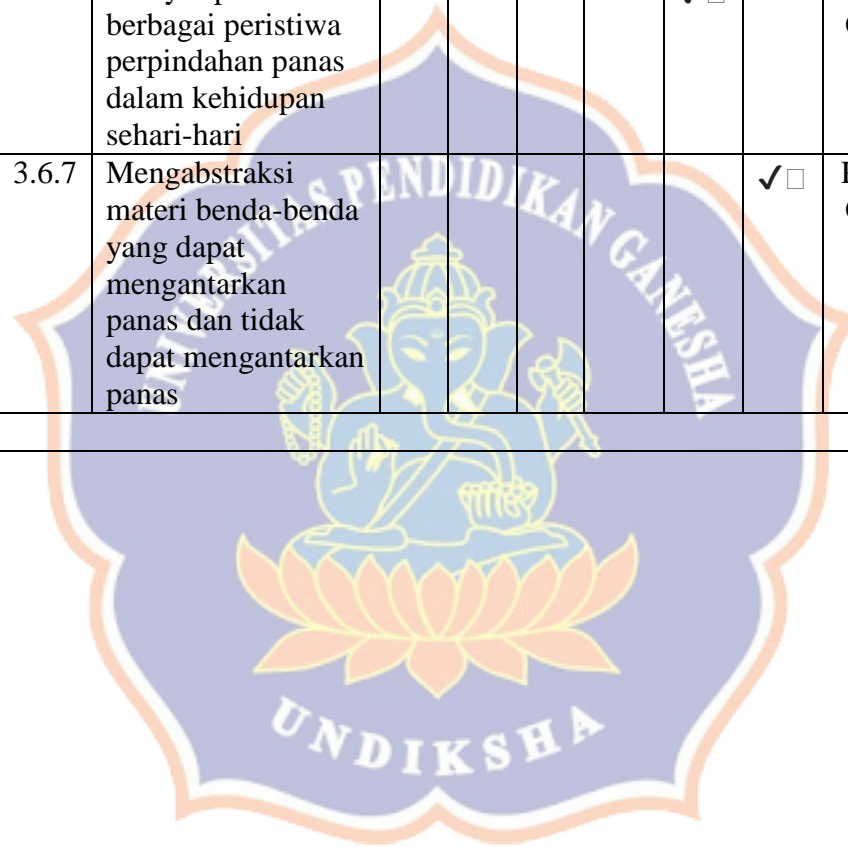 berbagai peristiwa
perpindahan panas
dalam kehidupan
sehari-hari
3.6.7 Mengabstraksi ✓□
materi benda-benda
yang dapat
mengantarkan
panas dan tidak
dapat mengantarkan
panas
UNIVERSITAS PENDIDIKAN GANESHA
UNDIKSHA